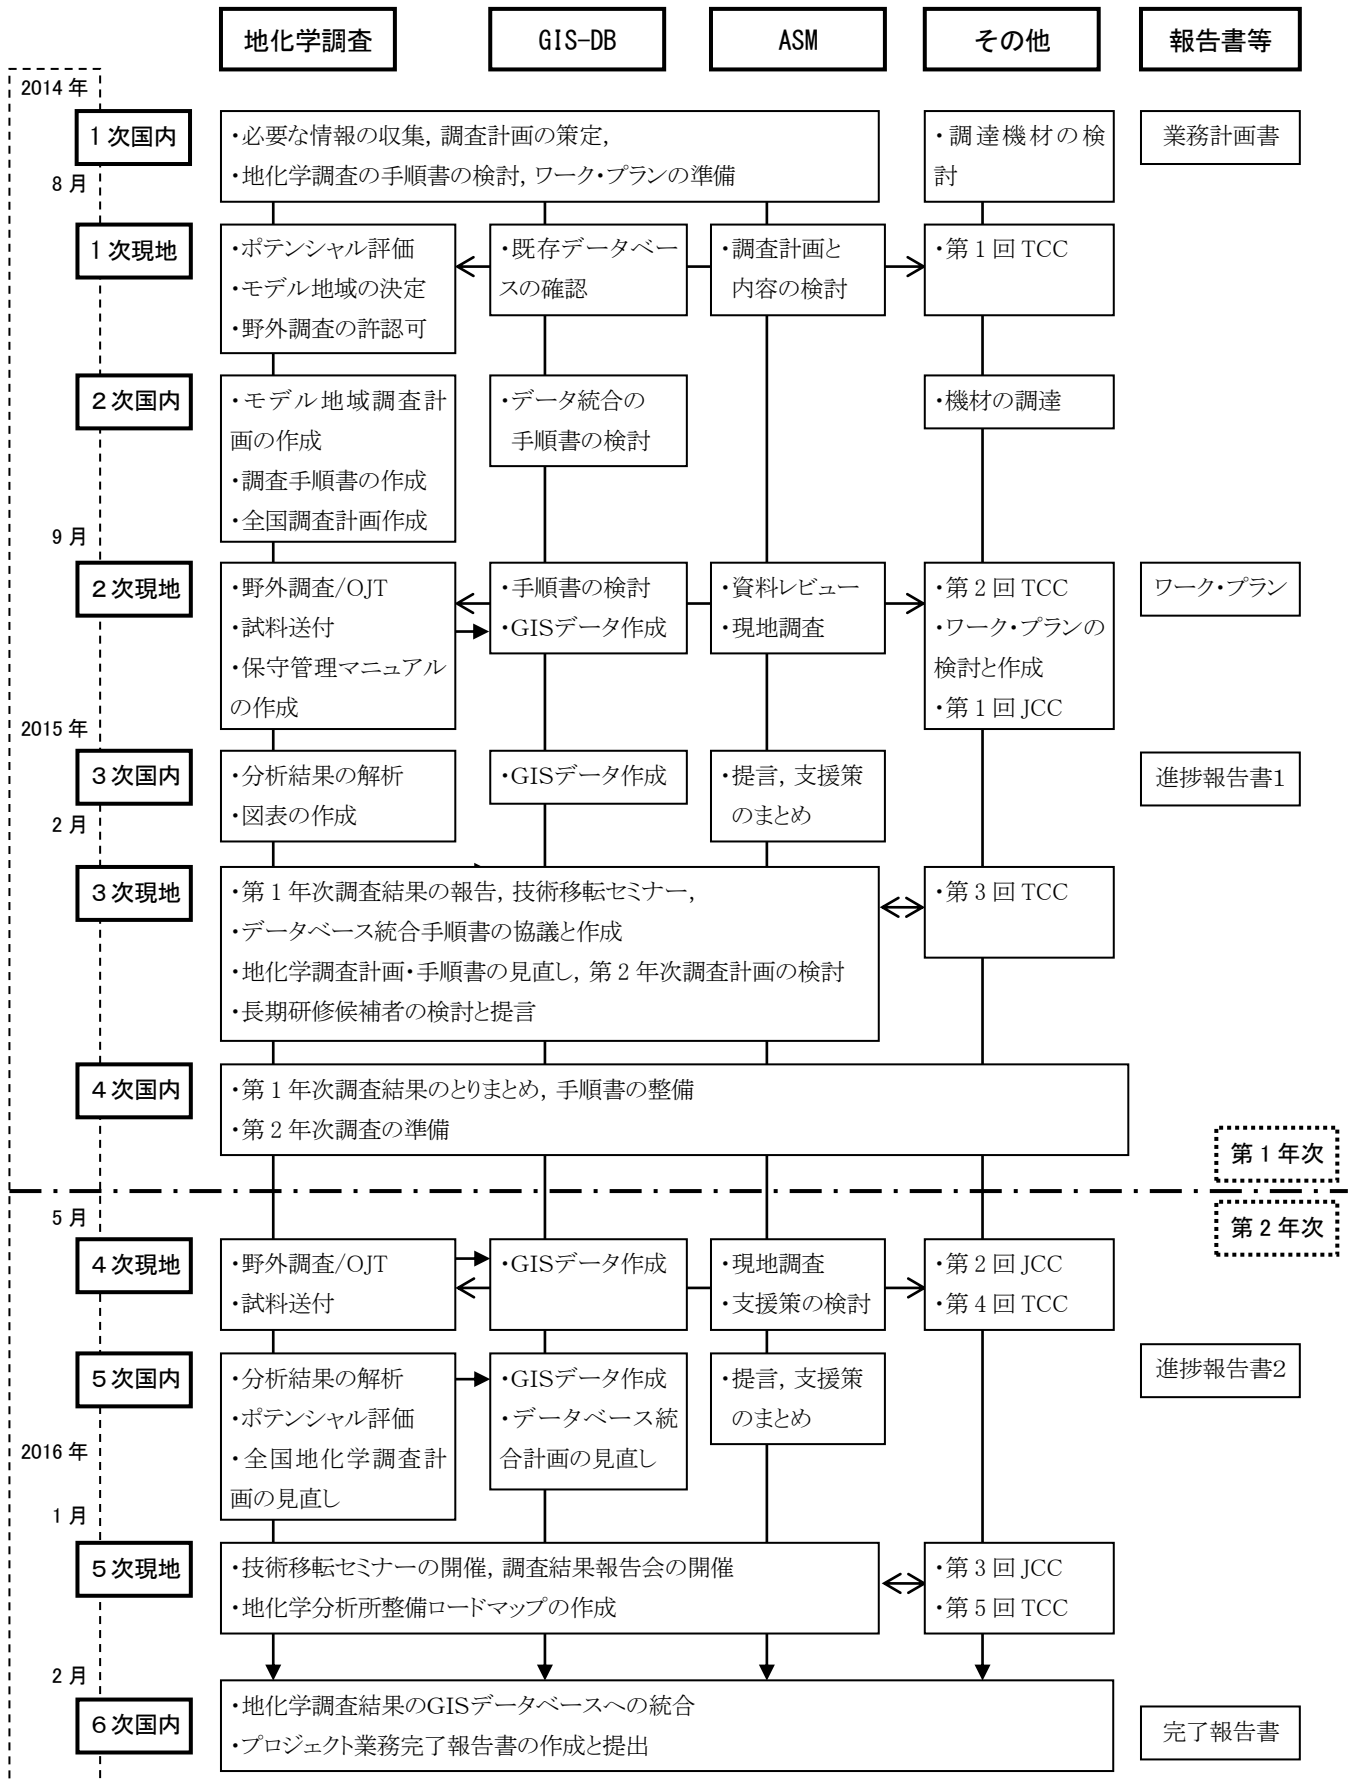 地化学調査
GIS-DB
ASM
その他
報告書等
2014 年
1 次国内
・必要な情報の収集, 調査計画の策定,
・地化学調査の手順書の検討, ワーク・プランの準備
・調達機材の検
討
業務計画書
8 月
1 次現地
・ポテンシャル評価
・モデル地域の決定
・野外調査の許認可
・既存データベー
スの確認
・調査計画と
内容の検討
・第 1 回 TCC
2 次国内
・モデル地域調査計
画の作成
・調査手順書の作成
・全国調査計画作成
・データ統合の
手順書の検討
・機材の調達
9 月
2 次現地
・野外調査/OJT
・試料送付
・保守管理マニュアル
の作成
・手順書の検討
・GISデータ作成
・資料レビュー
・現地調査
・第 2 回 TCC
・ワーク・プランの
検討と作成
・第 1 回 JCC
ワーク・プラン
2015 年
3 次国内
・分析結果の解析
・図表の作成
・GISデータ作成
・提言, 支援策
のまとめ
進捗報告書1
2 月
3 次現地
・第 1 年次調査結果の報告, 技術移転セミナー,
・データベース統合手順書の協議と作成
・地化学調査計画・手順書の見直し, 第 2 年次調査計画の検討
・長期研修候補者の検討と提言
・第 3 回 TCC
4 次国内
・第 1 年次調査結果のとりまとめ, 手順書の整備
・第 2 年次調査の準備
第 1 年次
5 月
第 2 年次
4 次現地
・野外調査/OJT
・試料送付
・GISデータ作成
・現地調査
・支援策の検討
・第 2 回 JCC
・第 4 回 TCC
5 次国内
・分析結果の解析
・ポテンシャル評価
・全国地化学調査計
画の見直し
・GISデータ作成
・データベース統
合計画の見直し
・提言, 支援策
のまとめ
進捗報告書2
2016 年
1 月
5 次現地
・技術移転セミナーの開催, 調査結果報告会の開催
・地化学分析所整備ロードマップの作成
・第 3 回 JCC
・第 5 回 TCC
2 月
6 次国内
・地化学調査結果のGISデータベースへの統合
・プロジェクト業務完了報告書の作成と提出
完了報告書